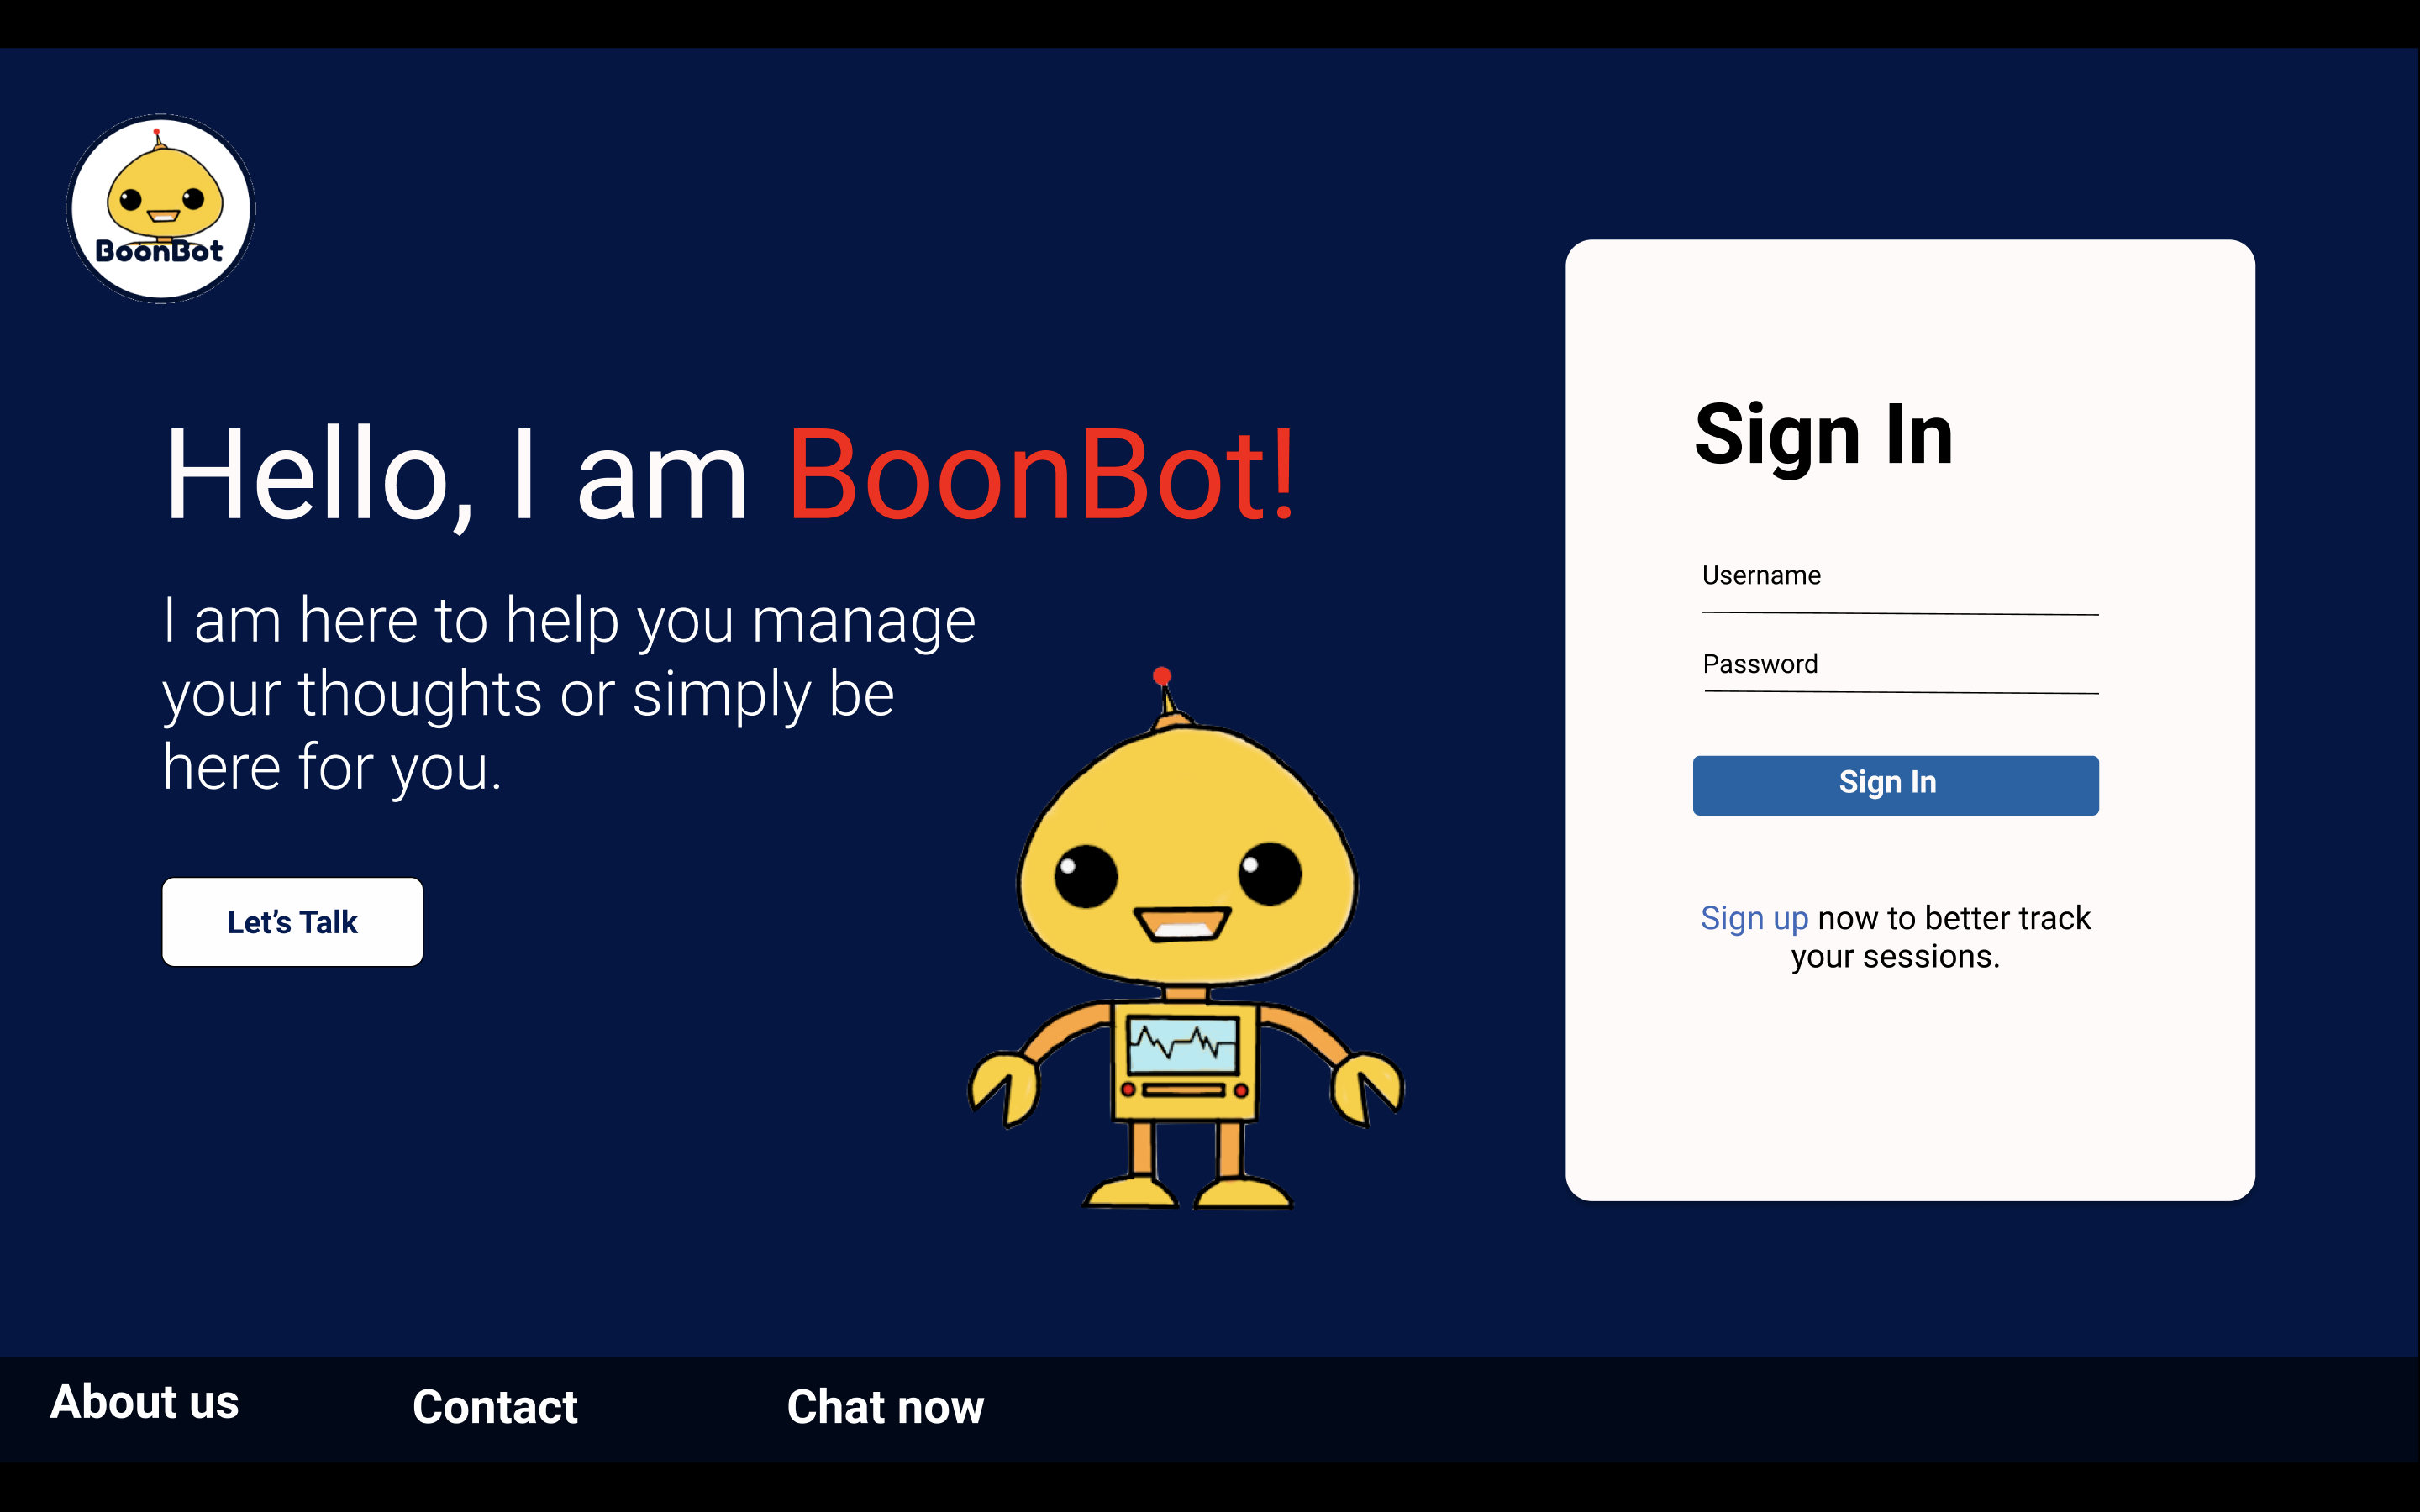 BoonBot
Hello, I am BoonBot!
I am here to help you manage
your thoughts or simply be
here for you.
Let’s Talk
Sign In
Username
Password
Sign In
Sign up now to better track
your sessions.
About us
Contact
Chat now